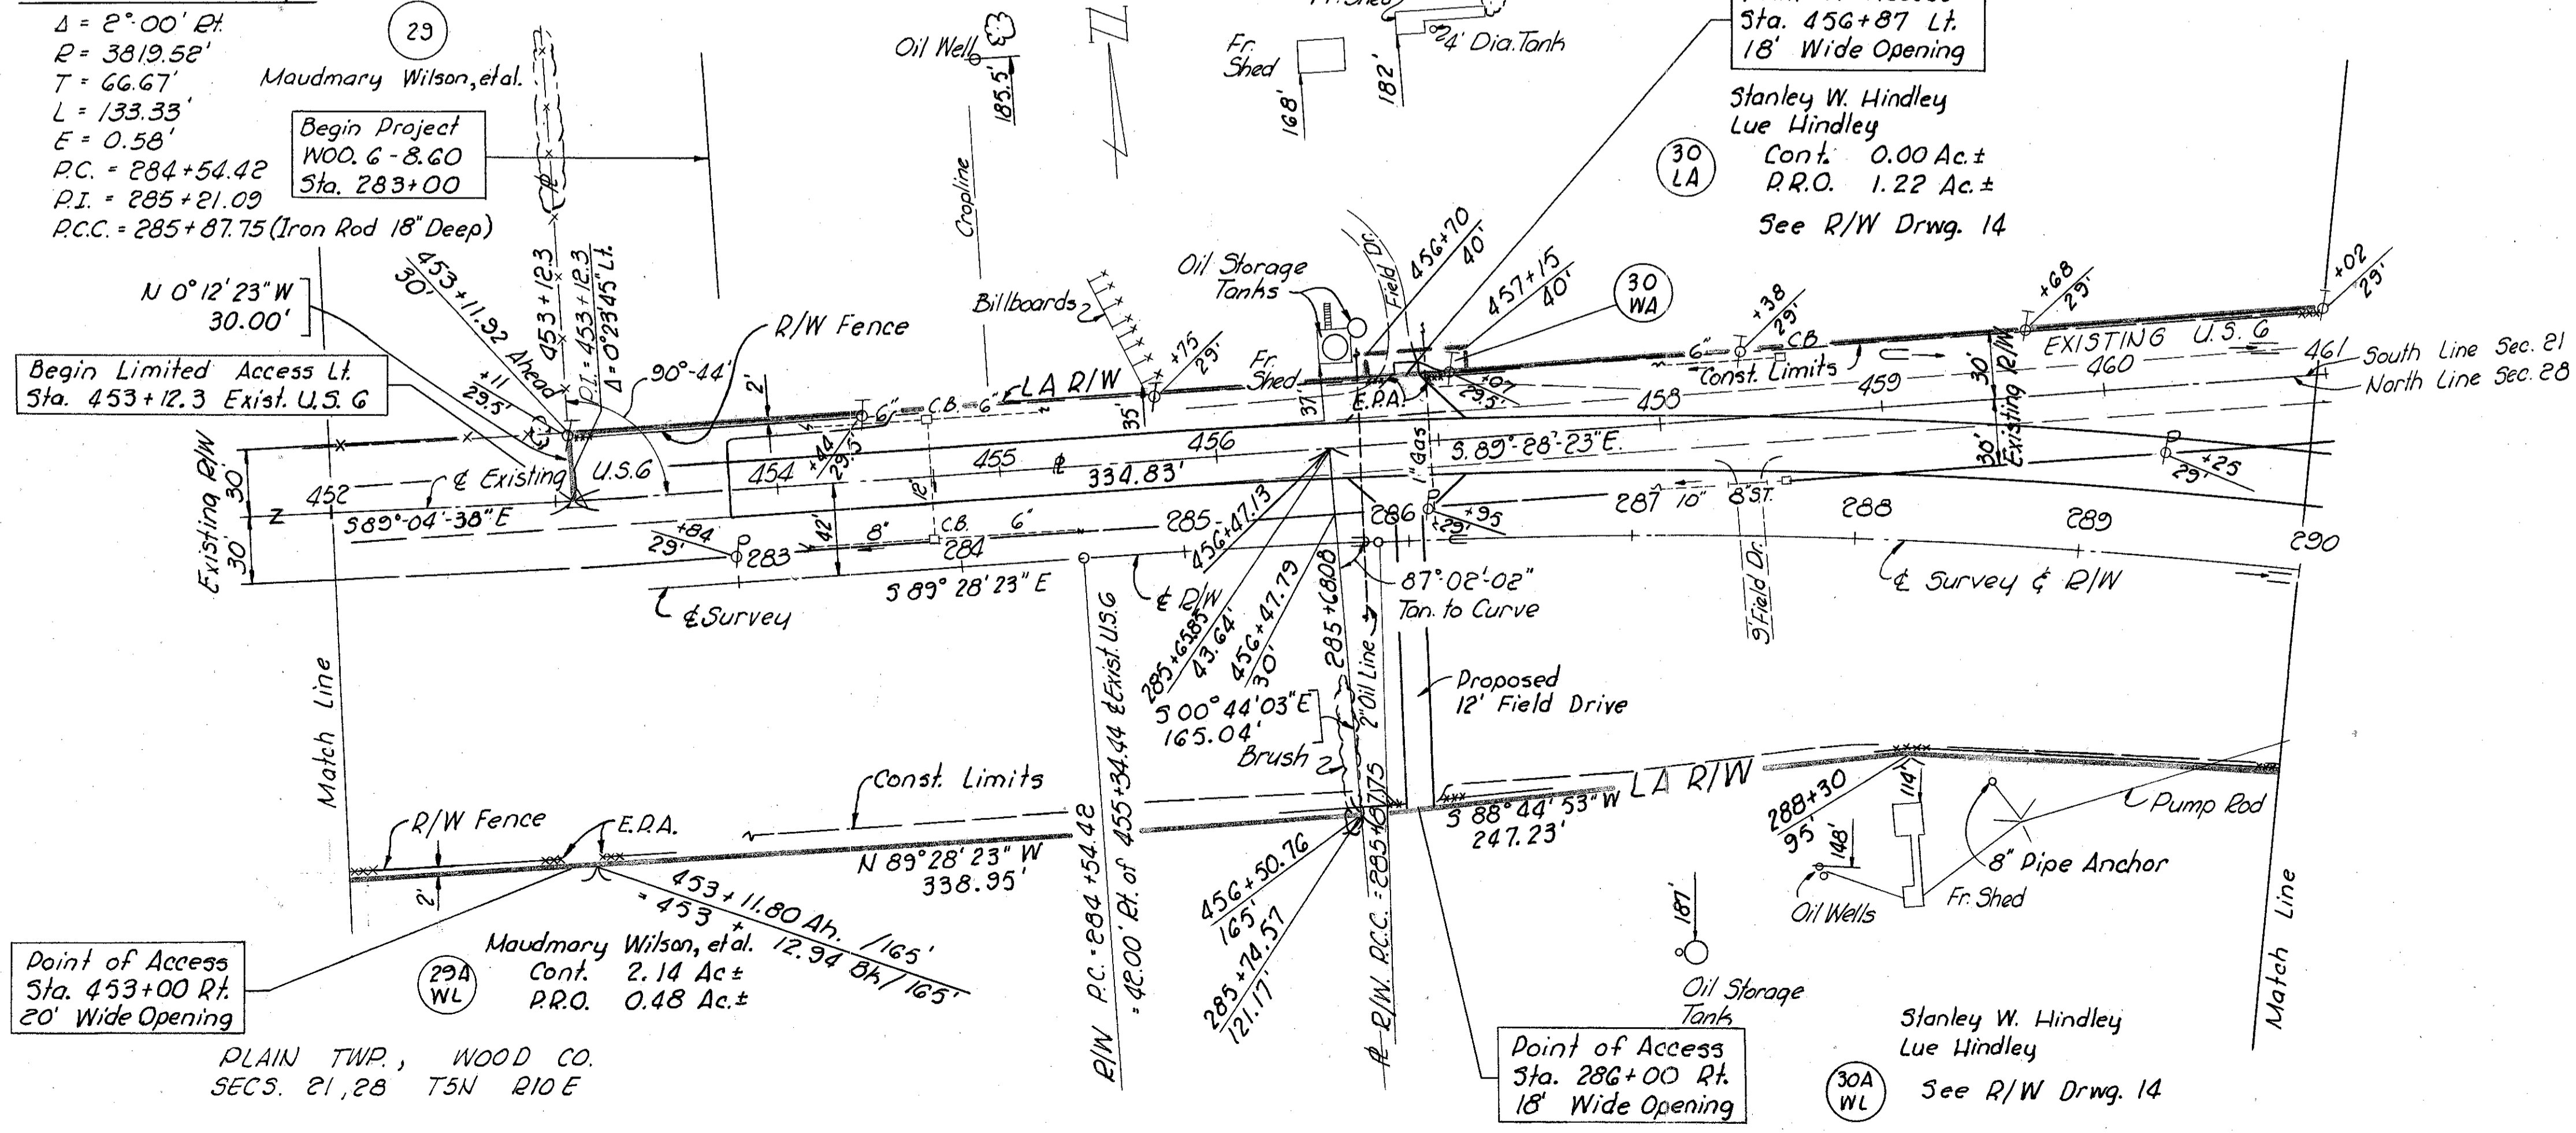 Δ = 2°-00' Rt.
R = 3819.52'
T = 66.67'
L = 133.33'
E = 0.58'
P.C. = 284+54.42
P.I. = 285+21.09
P.C.C. = 285+87.75 (Iron Rod 18" Deep)
29
Maudmary Wilson, et al.
Begin Project
WOO. 6-8.60
Sta. 283+00
Oil Well
185.5'
Cropline
Fr. Shed
24' Dia. Tank
Fr.
Shed
168'
182'
Sta. 456+87 Lt.
18' Wide Opening
Stanley W. Hindley
Lue Hindley
30
LA
Cont. 0.00 Ac.±
P.R.O. 1.22 Ac.±
See R/W Drwg. 14
N 0°12'23" W
30.00'
453+11.92 Ahead
30'
453+12.3
P.I. = 453+12.3
Δ = 0°23'45" Lt.
+11
29.5'
90°-44'
R/W Fence
2'
Begin Limited Access Lt.
Sta. 453+12.3 Exist. U.S. 6
Billboards
Oil Storage
Tanks
Field Dr.
456+70
40'
457+15
40'
30
WA
+75
29'
+38
29'
+68
29'
+02
29'
6"
C.B.
6"
LA R/W
35'
Fr.
Shed
37'
E.P.A.
+07
29.5'
6"
C.B.
Const. Limits
EXISTING U.S. 6
30'
Existing R/W
30'
South Line Sec. 21
North Line Sec. 28
Existing R/W
30'
30'
452
℄ Existing U.S. 6
S 89°-04'-38" E
454
+44
29.5'
455
456
458
459
460
461
℄
334.83'
1" Gas
S. 89°-28'-23" E.
12'
42'
+84
29'
283
8"
C.B.
6"
284
285
286
+95
29'
287
10"
8" S.T.
288
289
290
+25
29'
S 89° 28' 23" E
℄ Survey
℄ R/W
456+47.13
285+65.85
43.64'
456+47.79
30'
285+68.08
2" Oil Line
87°-02'-02"
Tan. to Curve
9' Field Dr.
℄ Survey & R/W
S 00°44'03" E
165.04'
Brush
Proposed
12' Field Drive
Match Line
R/W Fence
E.P.A.
2'
Const. Limits
N 89°28'23" W
338.95'
R/W P.C. = 284+54.42
= 42.00' Rt. of 455+34.44 ℄ Exist. U.S. 6
℄ R/W. P.C.C. = 285+87.75
S 88°44'53" W
247.23'
LA R/W
288+30
95'
114'
148'
Oil Wells
Fr. Shed
8" Pipe Anchor
Pump Rod
Match Line
453+11.80 Ah. /165'
= 453+12.94 Bk/165'
456+50.76
165'
285+74.57
121.17'
187'
Oil Storage
Tank
Point of Access
Sta. 453+00 Rt.
20' Wide Opening
29A
WL
Maudmary Wilson, et al.
Cont. 2.14 Ac±
P.R.O. 0.48 Ac.±
PLAIN TWP., WOOD CO.
SECS. 21, 28 T5N R10E
Point of Access
Sta. 286+00 Rt.
18' Wide Opening
Stanley W. Hindley
Lue Hindley
30A
WL
See R/W Drwg. 14